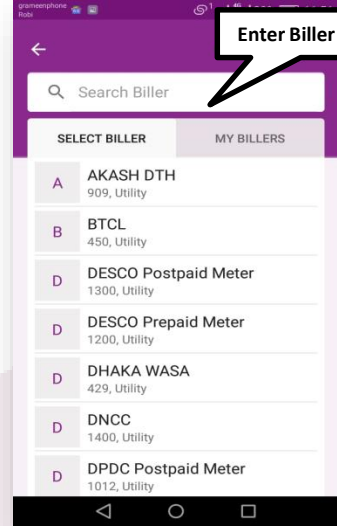 grameenphone
Robi
Enter Biller
Search Biller
SELECT BILLER
MY BILLERS
A
AKASH DTH
909, Utility
B
BTCL
450, Utility
D
DESCO Postpaid Meter
1300, Utility
D
DESCO Prepaid Meter
1200, Utility
D
DHAKA WASA
429, Utility
D
DNCC
1400, Utility
D
DPDC Postpaid Meter
1012, Utility